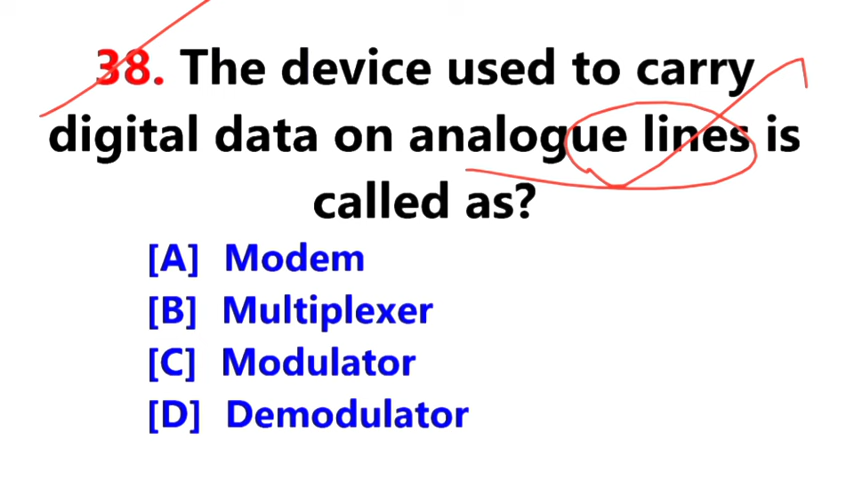 38. The device used to carry
digital data on analogue lines is
called as?
[A] Modem
[B] Multiplexer
[C] Modulator
[D] Demodulator